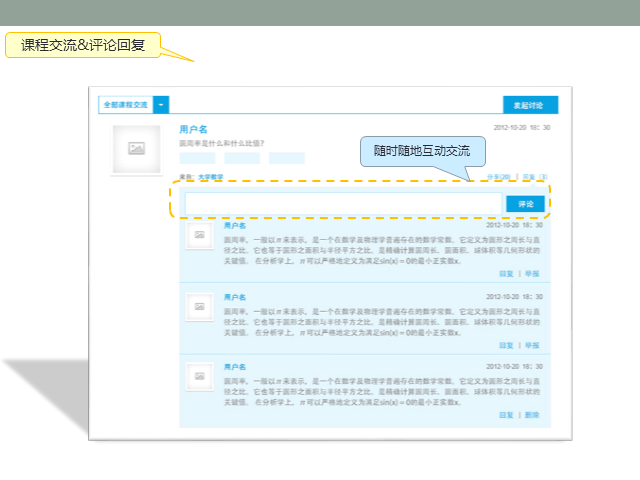 课程交流&评论回复
全部课程交流
发起讨论
用户名
2012-10-20 18:30
圆周率是什么和什么比值？
随时随地互动交流
来自：大学数学
分享(20) | 回复 (3)
评论
用户名
2012-10-20 18:30
圆周率，一般以π来表示，是一个在数学及物理学普遍存在的数学常数。它定义为圆形之周长与直
径之比。它也等于圆形之面积与半径平方之比。是精确计算圆周长、圆面积、球体积等几何形状的
关键值。 在分析学上，π可以严格地定义为满足sin(x) = 0的最小正实数x.
回复 | 举报
用户名
2012-10-20 18:30
圆周率，一般以π来表示，是一个在数学及物理学普遍存在的数学常数。它定义为圆形之周长与直
径之比。它也等于圆形之面积与半径平方之比。是精确计算圆周长、圆面积、球体积等几何形状的
关键值。 在分析学上，π可以严格地定义为满足sin(x) = 0的最小正实数x.
回复 | 举报
用户名
2012-10-20 18:30
圆周率，一般以π来表示，是一个在数学及物理学普遍存在的数学常数。它定义为圆形之周长与直
径之比。它也等于圆形之面积与半径平方之比。是精确计算圆周长、圆面积、球体积等几何形状的
关键值。 在分析学上，π可以严格地定义为满足sin(x) = 0的最小正实数x.
回复 | 删除